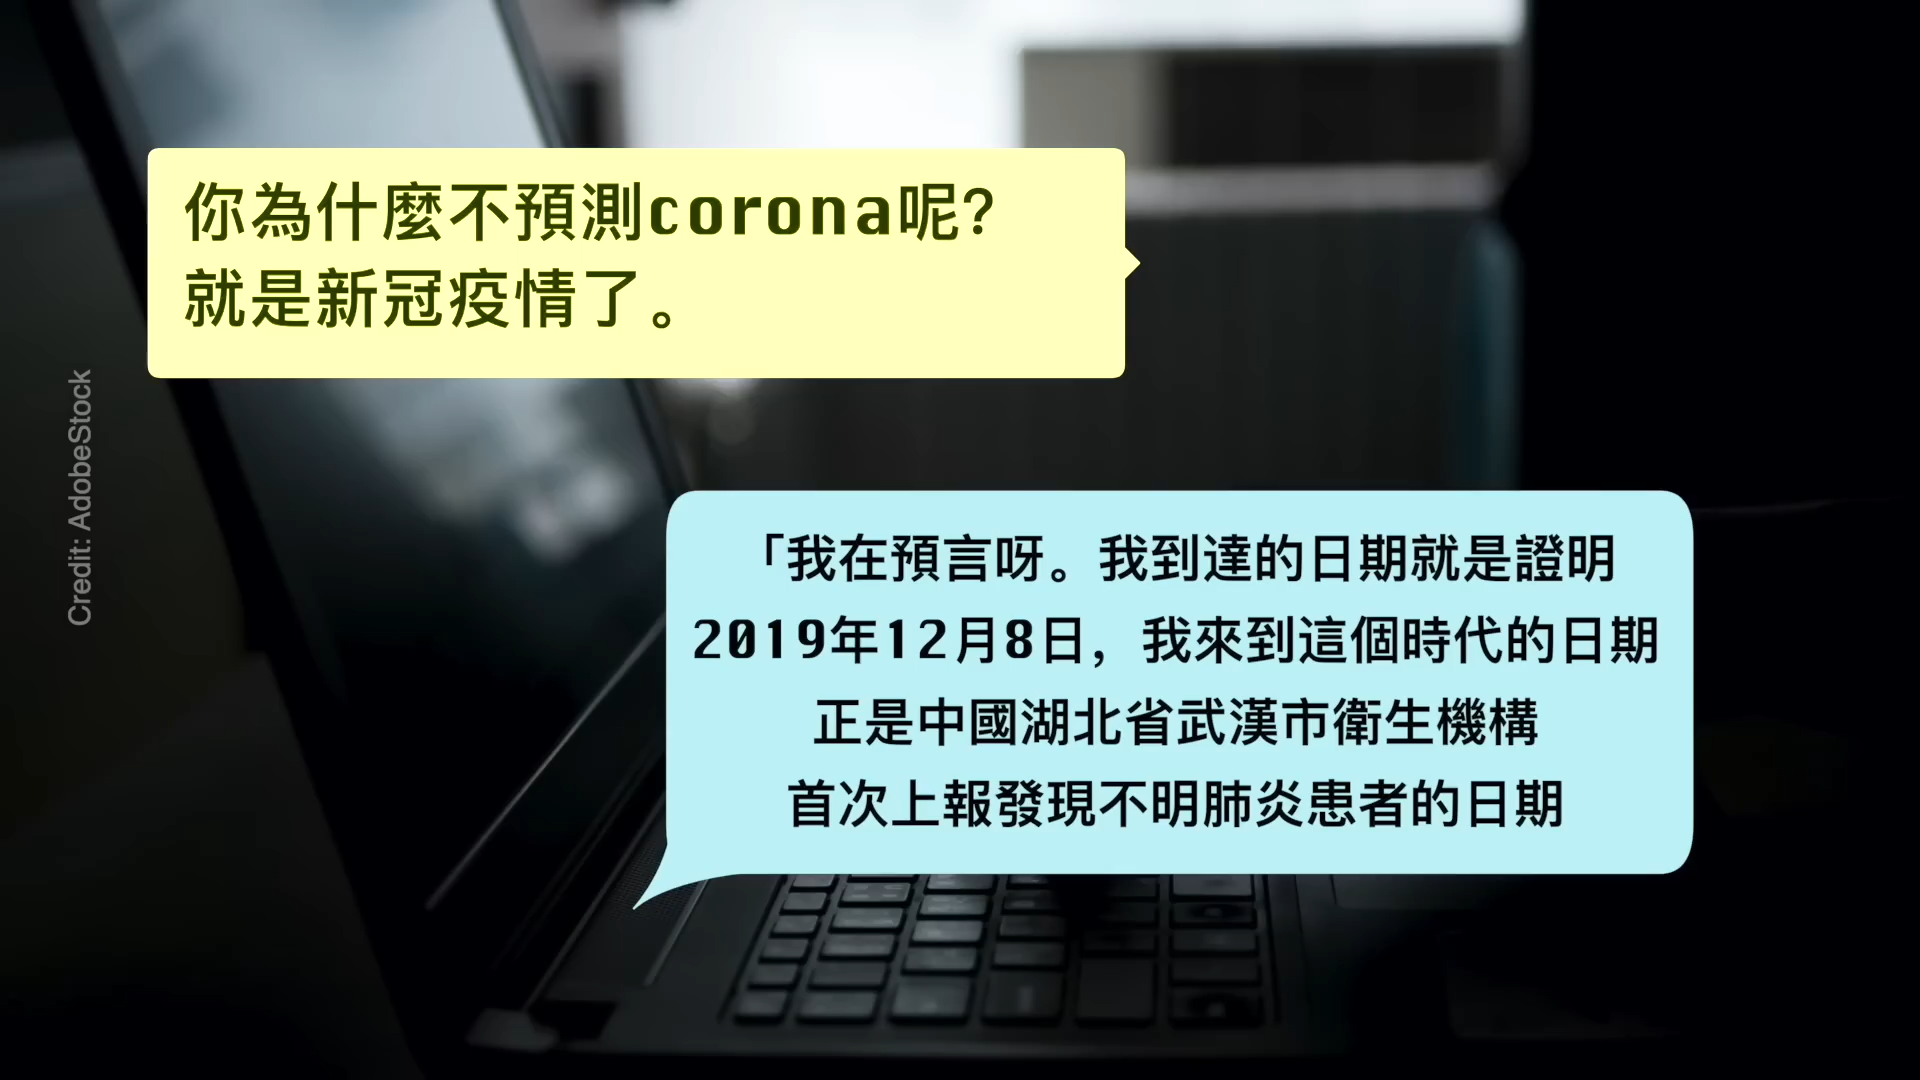 你為什麼不預測corona呢？
就是新冠疫情了。
「我在預言呀。我到達的日期就是證明
2019年12月8日，我來到這個時代的日期
正是中國湖北省武漢市衛生機構
首次上報發現不明肺炎患者的日期
Credit: AdobeStock